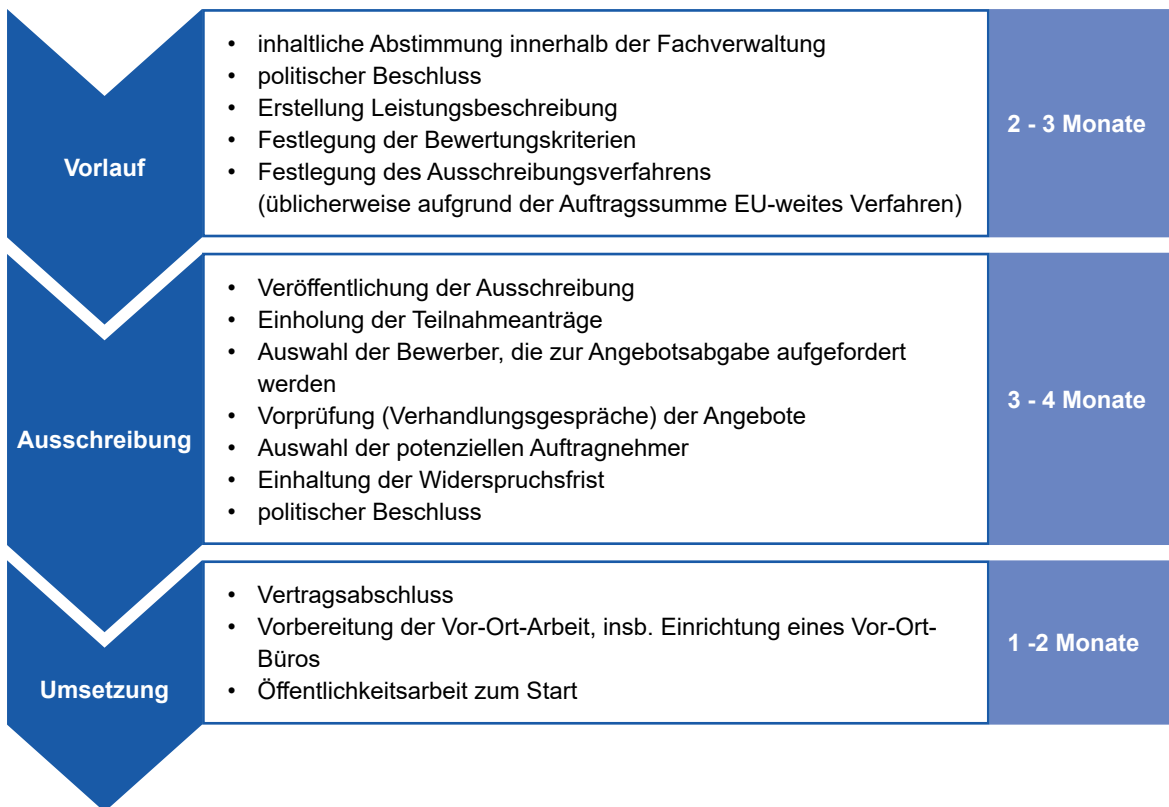 Vorlauf
• inhaltliche Abstimmung innerhalb der Fachverwaltung
• politischer Beschluss
• Erstellung Leistungsbeschreibung
• Festlegung der Bewertungskriterien
• Festlegung des Ausschreibungsverfahrens
(üblicherweise aufgrund der Auftragssumme EU-weites Verfahren)
2 - 3 Monate
Ausschreibung
• Veröffentlichung der Ausschreibung
• Einholung der Teilnahmeanträge
• Auswahl der Bewerber, die zur Angebotsabgabe aufgefordert
werden
• Vorprüfung (Verhandlungsgespräche) der Angebote
• Auswahl der potenziellen Auftragnehmer
• Einhaltung der Widerspruchsfrist
• politischer Beschluss
3 - 4 Monate
Umsetzung
• Vertragsabschluss
• Vorbereitung der Vor-Ort-Arbeit, insb. Einrichtung eines Vor-Ort-
Büros
• Öffentlichkeitsarbeit zum Start
1 -2 Monate